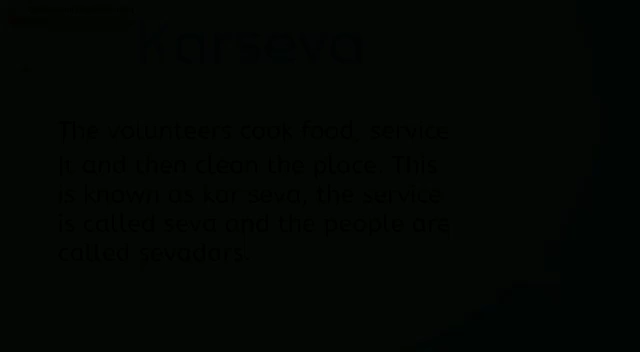 Karseva
The volunteers cook food, service
it and then clean the place. This
is known as kar seva, the service
is called seva and the people are
called sevadars.